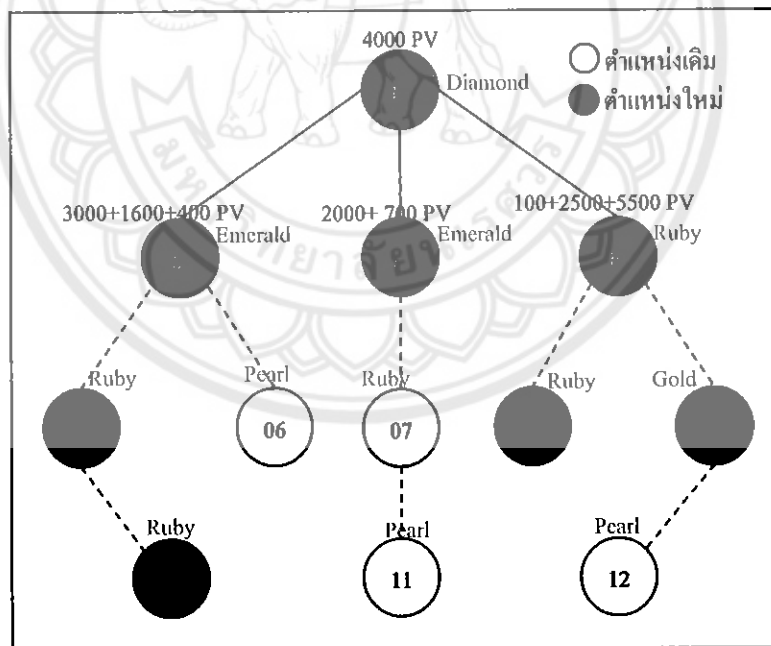 4000 PV
Diamond
ตำแหน่งเดิม
ตำแหน่งใหม่
3000+1600+400 PV
Emerald
2000+ 700 PV
Emerald
100+2500+5500 PV
Ruby
Ruby
Pearl
06
Ruby
07
Ruby
Gold
Ruby
Pearl
11
Pearl
12